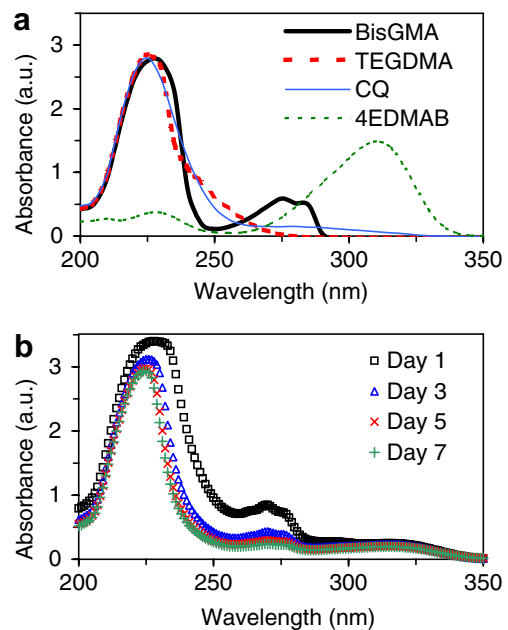 a
BisGMA
TEGDMA
CQ
4EDMAB
Absorbance (a.u.)
3
2
1
0
200 250 300 350
Wavelength (nm)
b
Day 1
Day 3
Day 5
Day 7
Absorbance (a.u.)
3
2
1
0
200 250 300 350
Wavelength (nm)